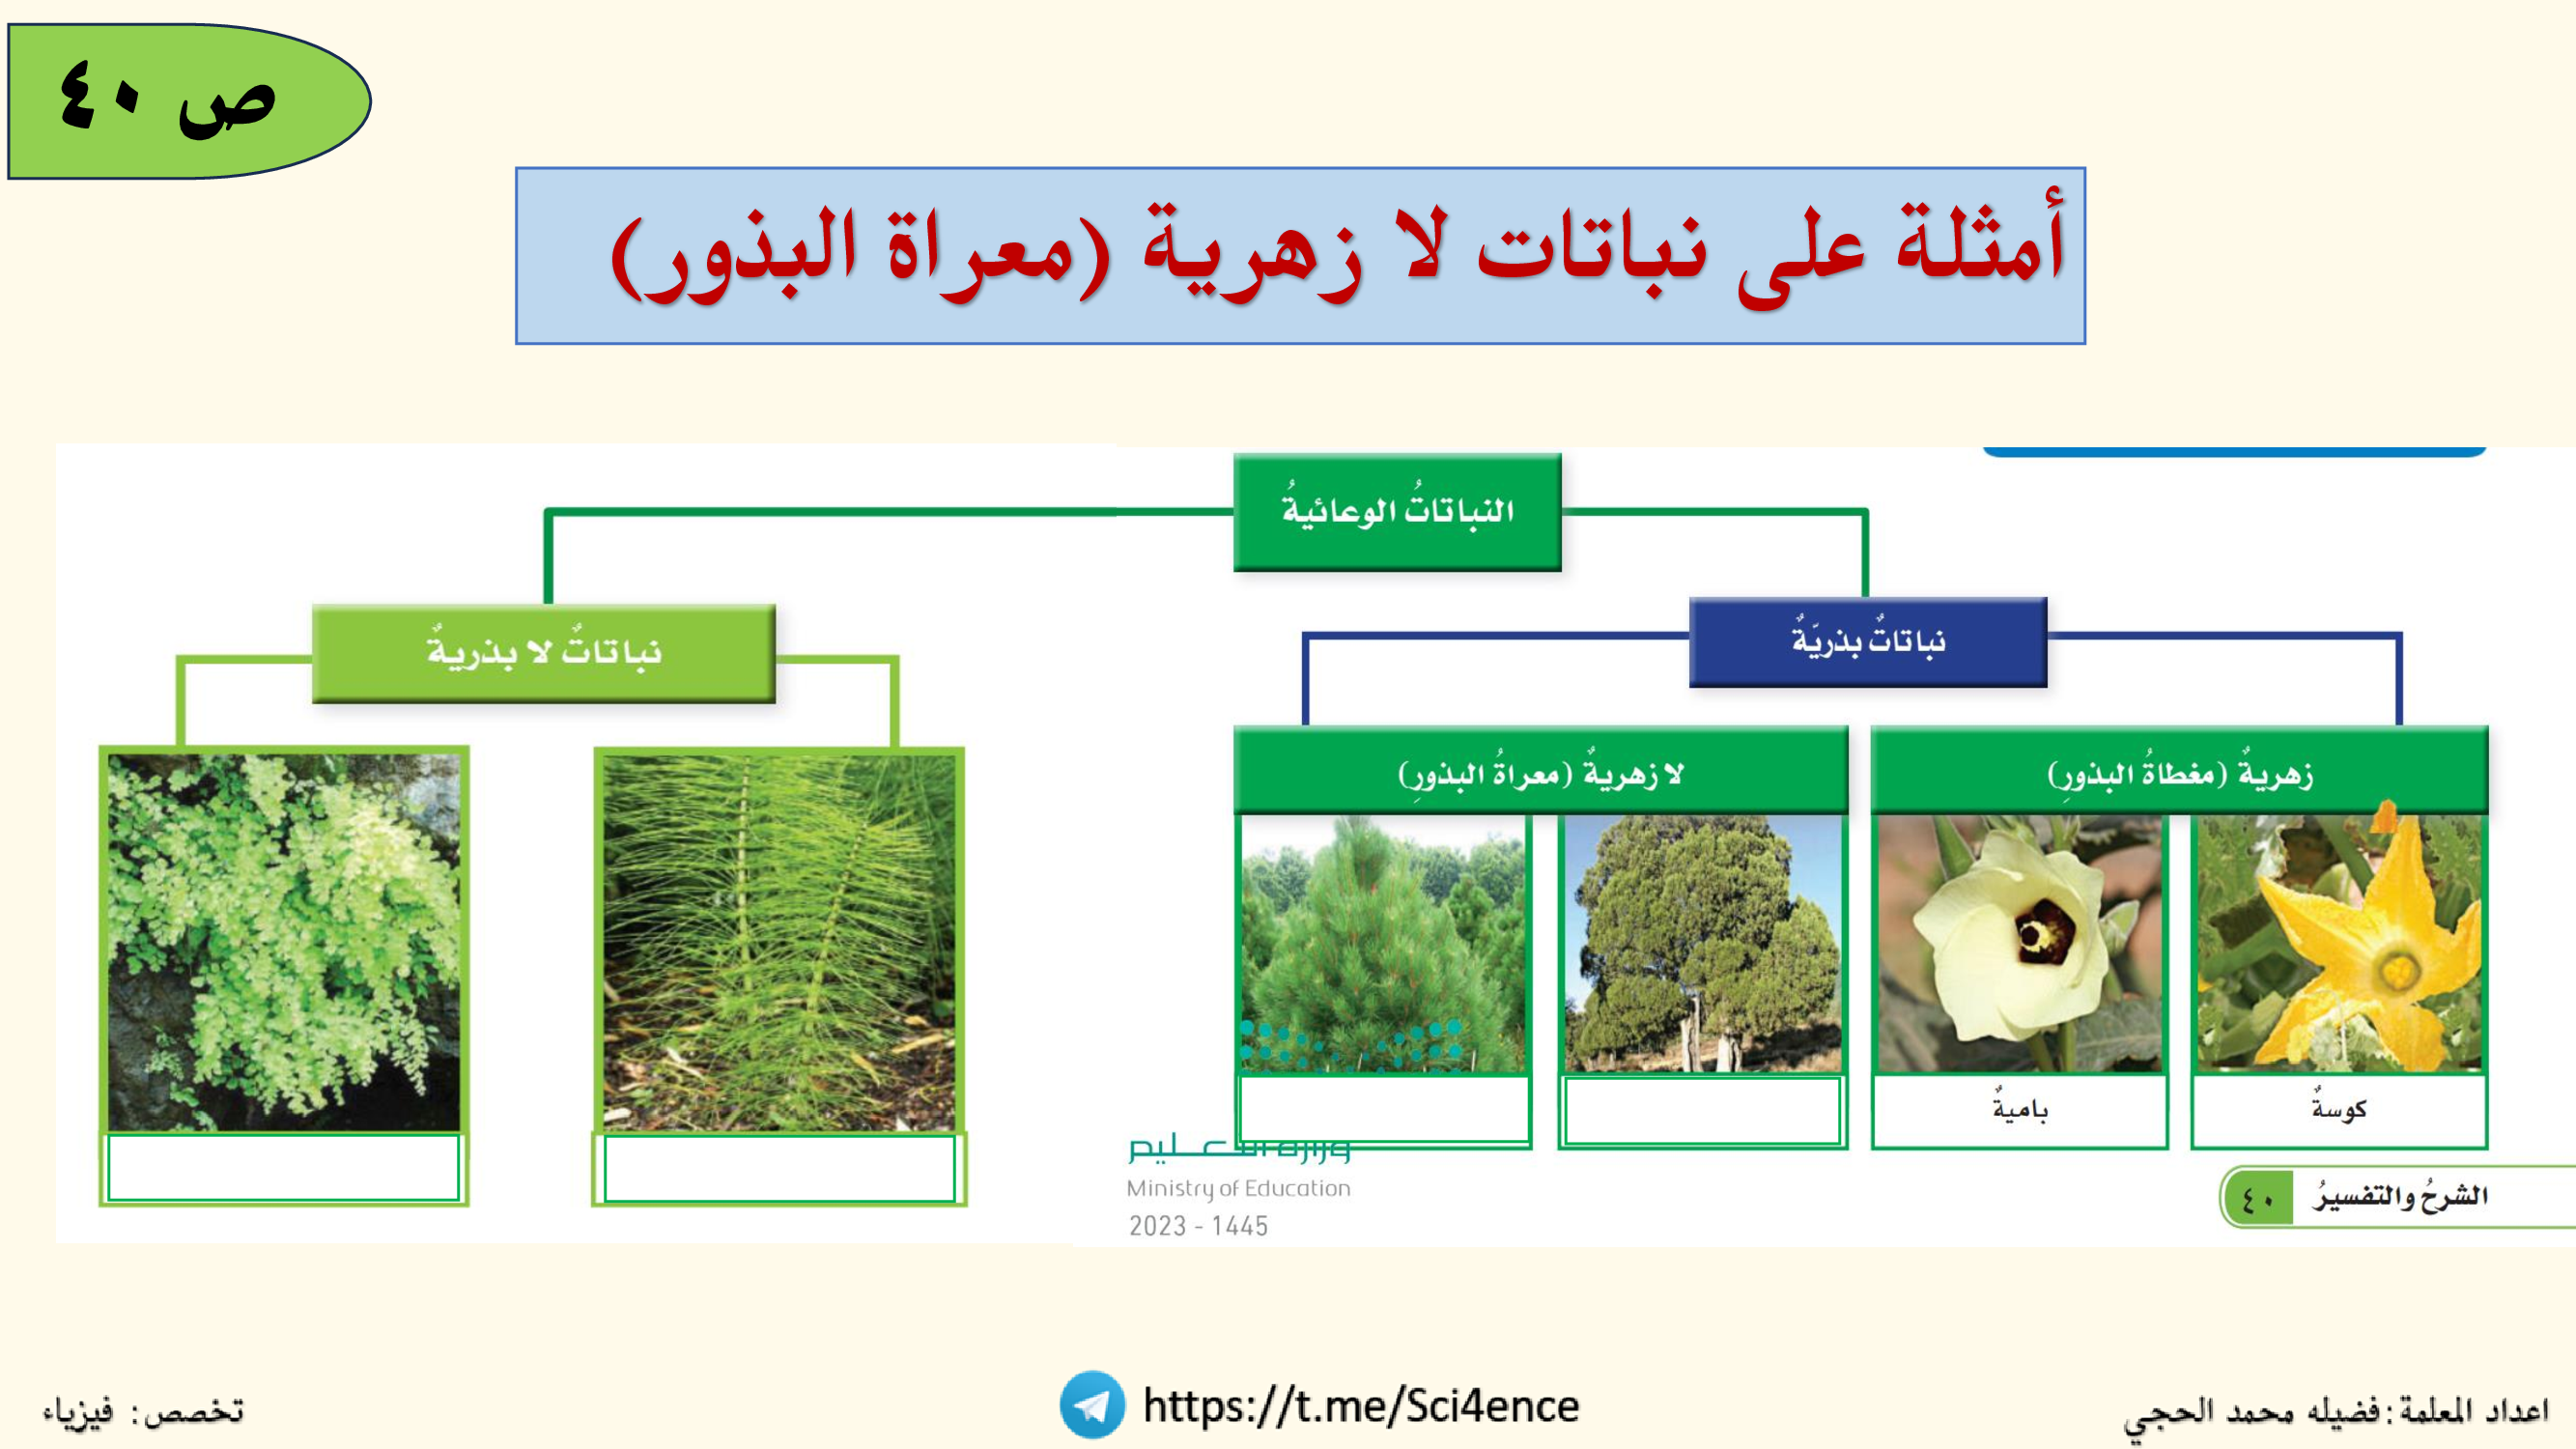 ص ٤٠
أمثلة على نباتات لا زهرية (معراة البذور)
النباتاتُ الوعائيةُ
نباتاتٌ بذريّةٌ
نباتاتٌ لا بذريةٌ
زهريةٌ (مغطاةُ البذورِ)
لا زهريةٌ (معراةُ البذورِ)
كوسةٌ
باميةٌ
وزارة التعليم
Ministry of Education
2023 - 1445
الشرحُ والتفسيرُ ٤٠
اعداد المعلمة:فضيله محمد الحجي
https://t.me/Sci4ence
تخصص: فيزياء